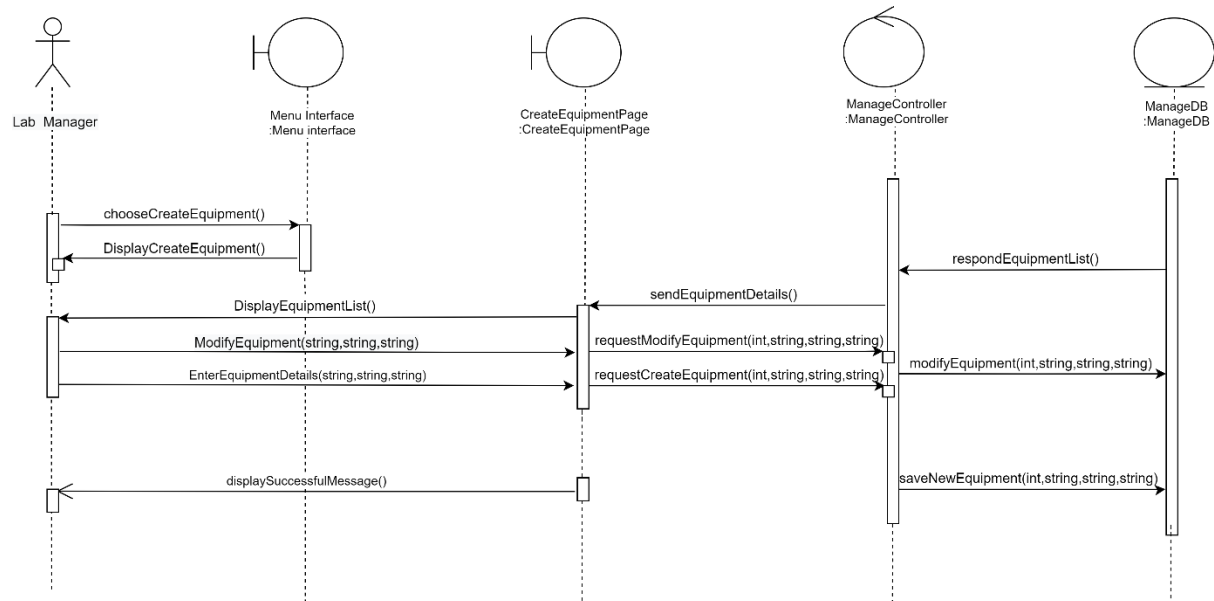 Lab Manager
Menu Interface
:Menu interface
CreateEquipmentPage
:CreateEquipmentPage
ManageController
:ManageController
ManageDB
:ManageDB
chooseCreateEquipment()
DisplayCreateEquipment()
respondEquipmentList()
sendEquipmentDetails()
DisplayEquipmentList()
ModifyEquipment(string,string,string)
requestModifyEquipment(int,string,string,string)
modifyEquipment(int,string,string,string)
EnterEquipmentDetails(string,string,string)
requestCreateEquipment(int,string,string,string)
displaySuccessfulMessage()
saveNewEquipment(int,string,string,string)